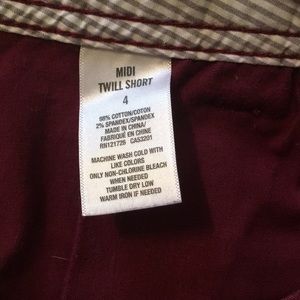 MIDI
TWILL SHORT
4
98% COTTON/COTON
2% SPANDEX/SPANDEX
MADE IN CHINA/
FABRIQUÉ EN CHINE
RN121726 CA53201
MACHINE WASH COLD WITH
LIKE COLORS
ONLY NON-CHLORINE BLEACH
WHEN NEEDED
TUMBLE DRY LOW
WARM IRON IF NEEDED